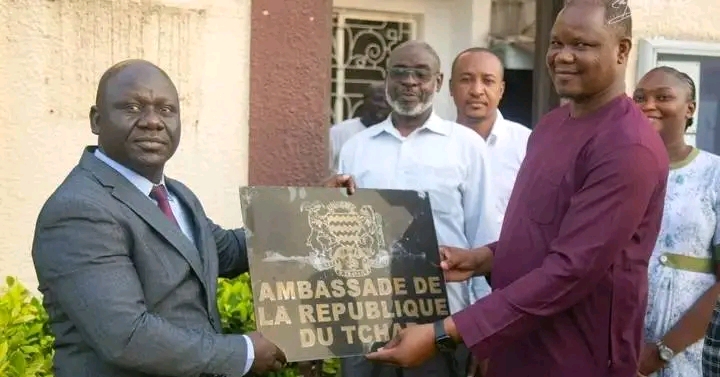 AMBASSADE DE
LA REPUBLIQUE
DU TCHAD